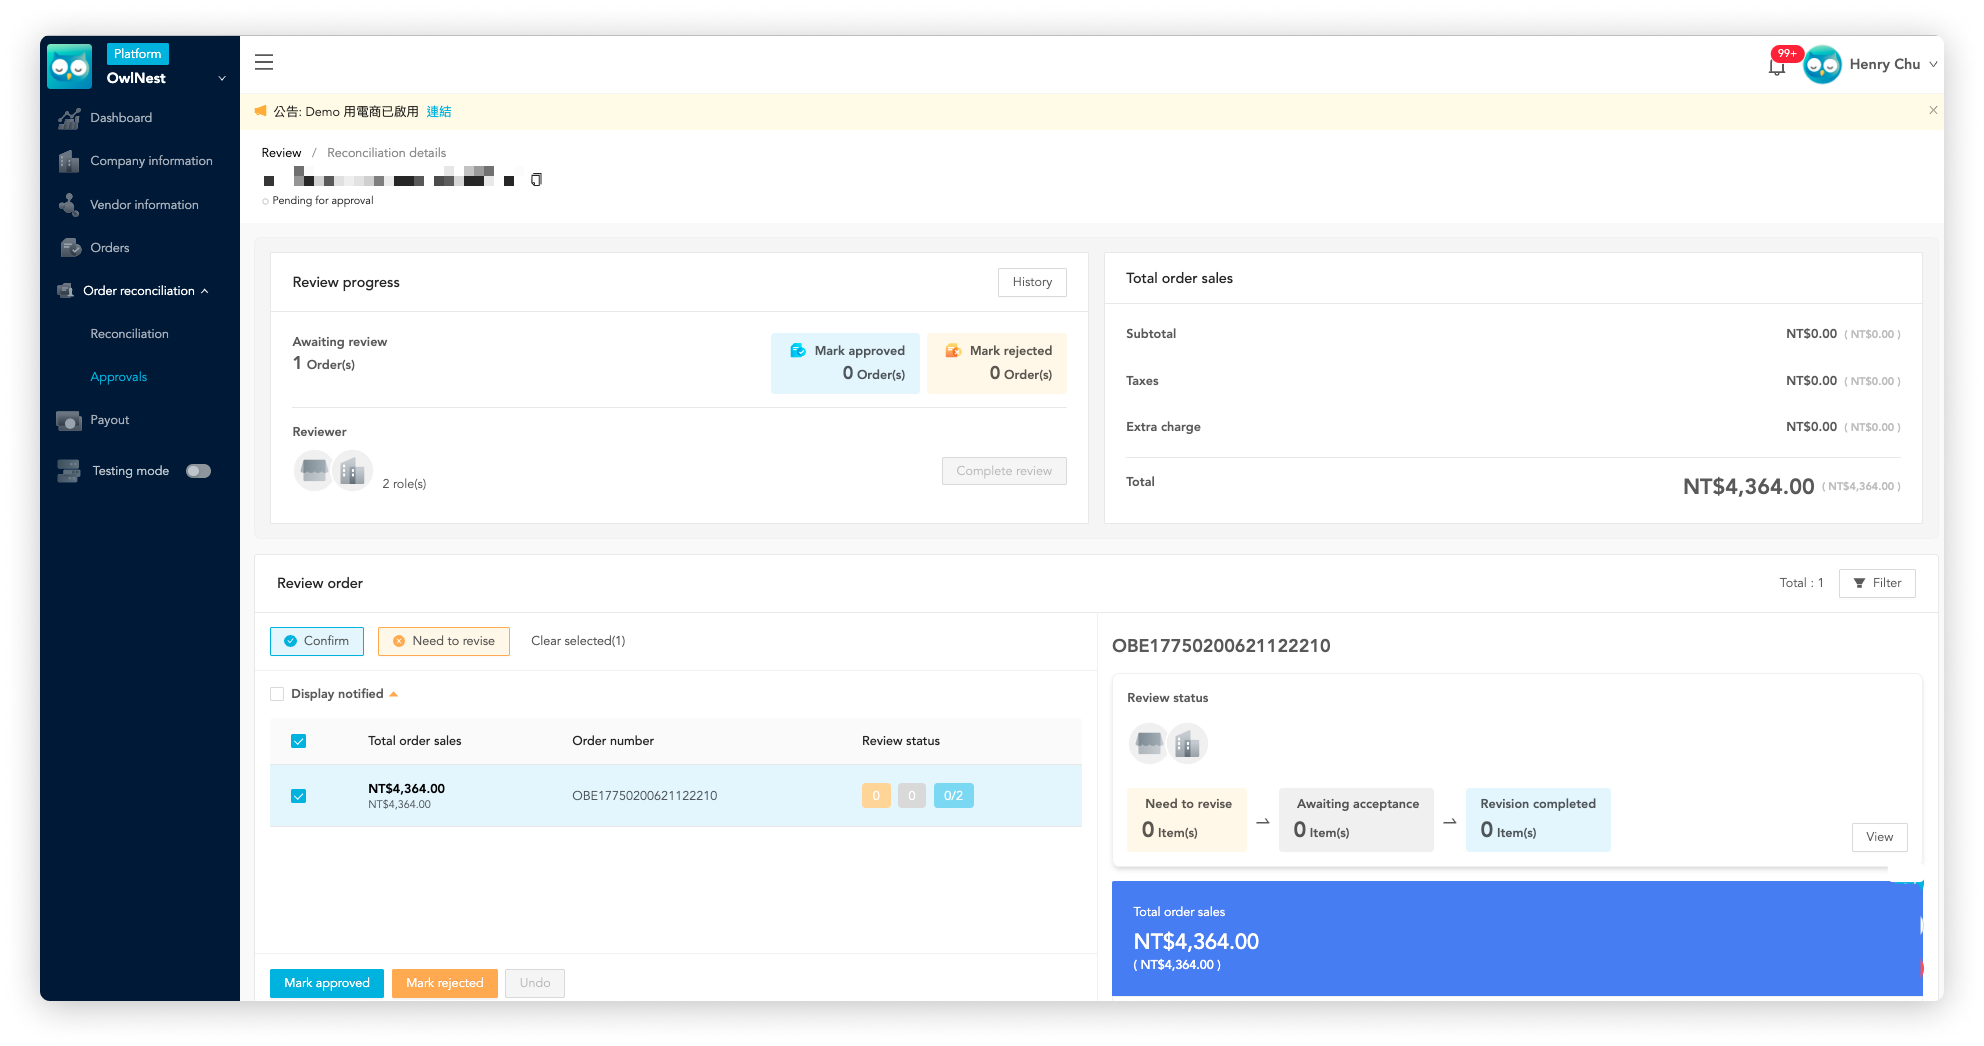 Platform
OwlNest
Dashboard
Company information
Vendor information
Orders
Order reconciliation
Reconciliation
Approvals
Payout
Testing mode
99+
Henry Chu
公告: Demo 用電商已啟用 連結
Review / Reconciliation details
Pending for approval
Review progress
History
Awaiting review
1 Order(s)
Mark approved
0 Order(s)
Mark rejected
0 Order(s)
Reviewer
2 role(s)
Complete review
Total order sales
Subtotal NT$0.00 ( NT$0.00 )
Taxes NT$0.00 ( NT$0.00 )
Extra charge NT$0.00 ( NT$0.00 )
Total NT$4,364.00 ( NT$4,364.00 )
Review order
Total : 1
Filter
Confirm
Need to revise
Clear selected(1)
Display notified
Total order sales Order number Review status
NT$4,364.00
NT$4,364.00
OBE17750200621122210
0 0 0/2
Mark approved
Mark rejected
Undo
OBE17750200621122210
Review status
Need to revise
0 Item(s)
Awaiting acceptance
0 Item(s)
Revision completed
0 Item(s)
View
Total order sales
NT$4,364.00
( NT$4,364.00 )